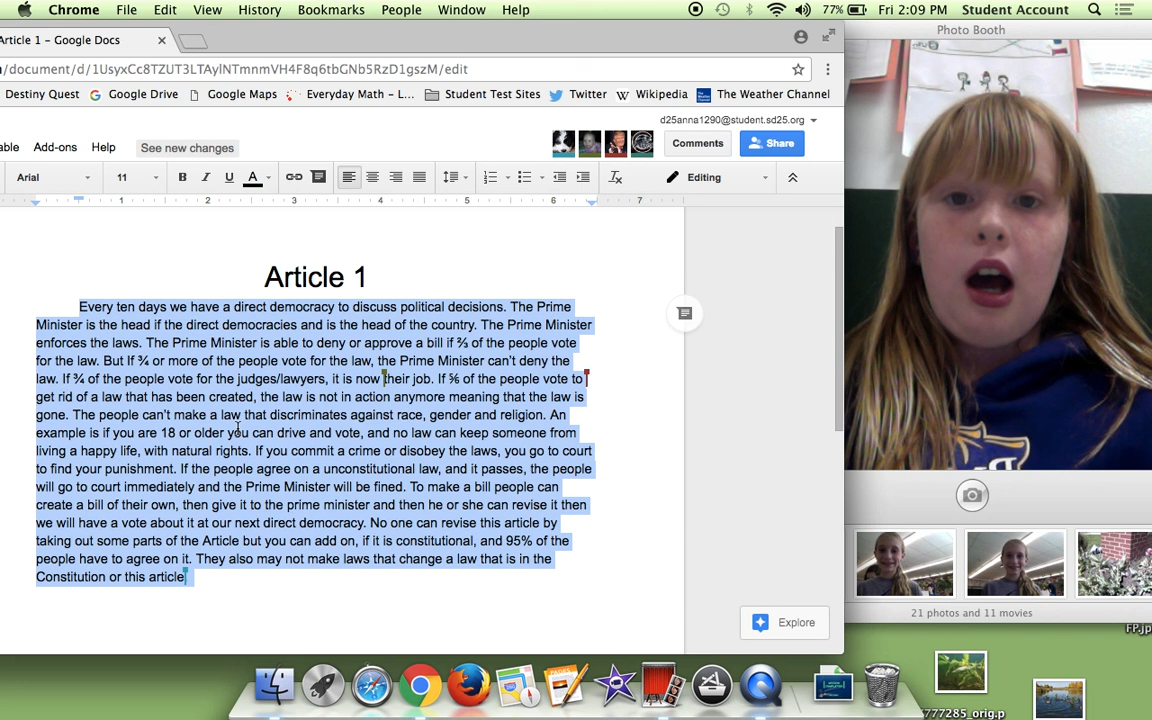 Chrome File Edit View History Bookmarks People Window Help 77% Fri 2:09 PM Student Account
Article 1 - Google Docs
Photo Booth
/document/d/1UsyxCc8TZUT3LTAylNTmnmVH4F8q6tbGNb5RzD1gszM/edit
Destiny Quest Google Drive Google Maps Everyday Math - L... Student Test Sites Twitter Wikipedia The Weather Channel
d25anna1290@student.sd25.org
able Add-ons Help See new changes Comments Share
Arial 11 B I U A Editing
1 2 3 4 5 6 7
Article 1
Every ten days we have a direct democracy to discuss political decisions. The Prime
Minister is the head if the direct democracies and is the head of the country. The Prime Minister
enforces the laws. The Prime Minister is able to deny or approve a bill if ⅔ of the people vote
for the law. But If ¾ or more of the people vote for the law, the Prime Minister can't deny the
law. If ¾ of the people vote for the judges/lawyers, it is now their job. If ⅚ of the people vote to
get rid of a law that has been created, the law is not in action anymore meaning that the law is
gone. The people can't make a law that discriminates against race, gender and religion. An
example is if you are 18 or older you can drive and vote, and no law can keep someone from
living a happy life, with natural rights. If you commit a crime or disobey the laws, you go to court
to find your punishment. If the people agree on a unconstitutional law, and it passes, the people
will go to court immediately and the Prime Minister will be fined. To make a bill people can
create a bill of their own, then give it to the prime minister and then he or she can revise it then
we will have a vote about it at our next direct democracy. No one can revise this article by
taking out some parts of the Article but you can add on, if it is constitutional, and 95% of the
people have to agree on it. They also may not make laws that change a law that is in the
Constitution or this article
Explore
21 photos and 11 movies
FP.jp
777285_orig.p